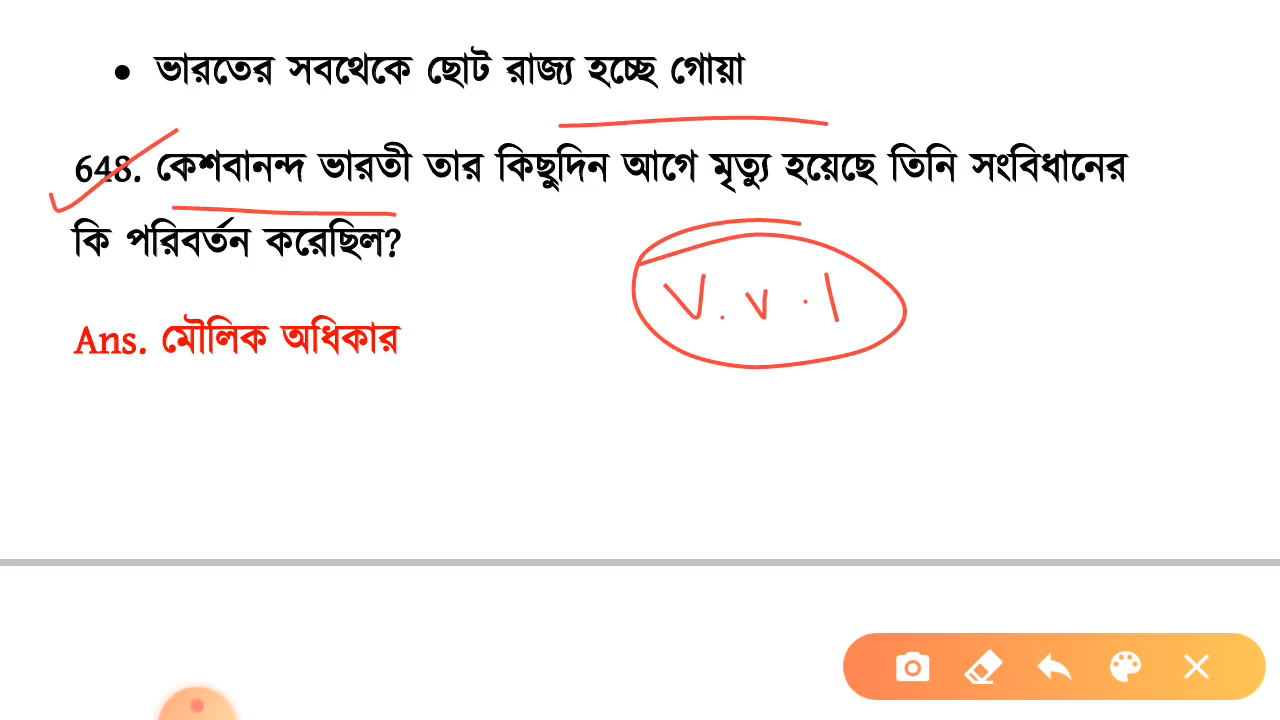 • ভারতের সবথেকে ছোট রাজ্য হচ্ছে গোয়া
648. কেশবানন্দ ভারতী তার কিছুদিন আগে মৃত্যু হয়েছে তিনি সংবিধানের
কি পরিবর্তন করেছিল?
V. v . I
Ans. মৌলিক অধিকার